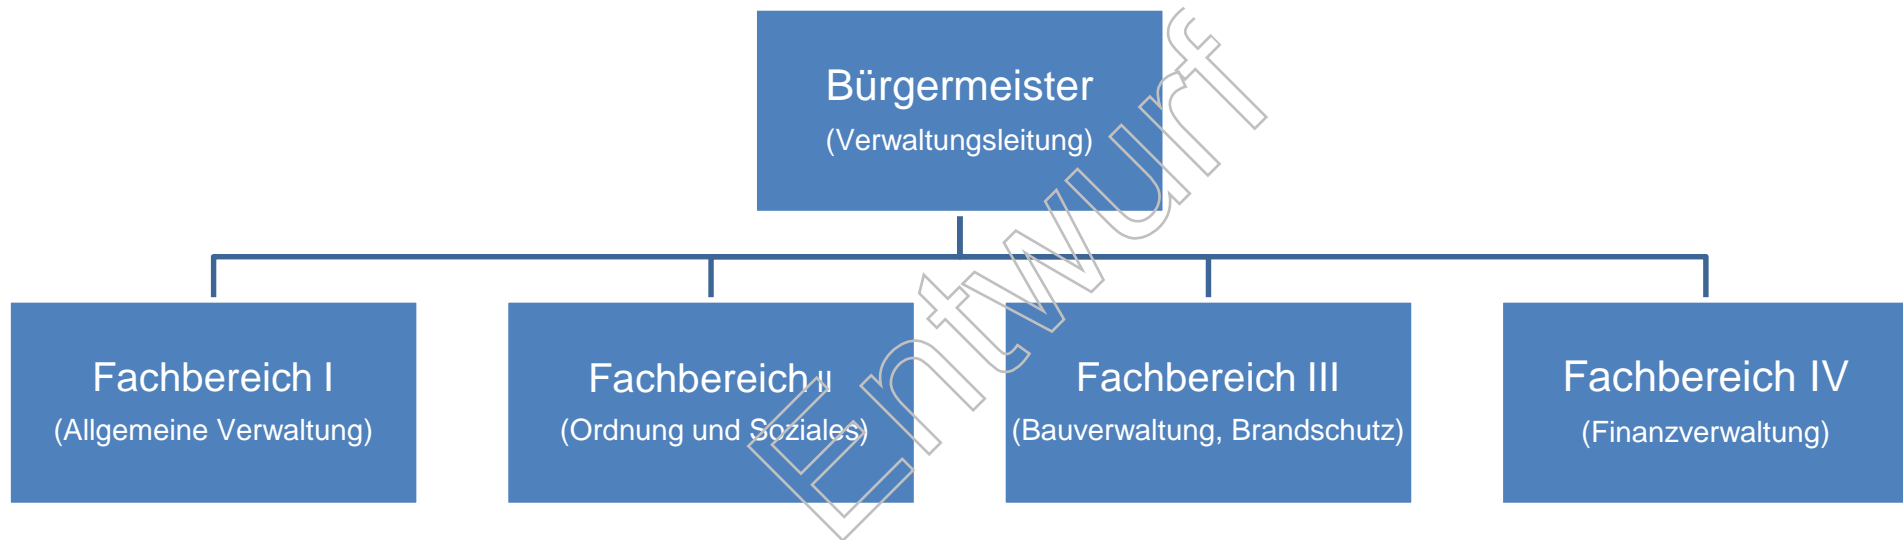 Bürgermeister
(Verwaltungsleitung)
Fachbereich I
(Allgemeine Verwaltung)
Fachbereich II
(Ordnung und Soziales)
Fachbereich III
(Bauverwaltung, Brandschutz)
Fachbereich IV
(Finanzverwaltung)
Entwurf